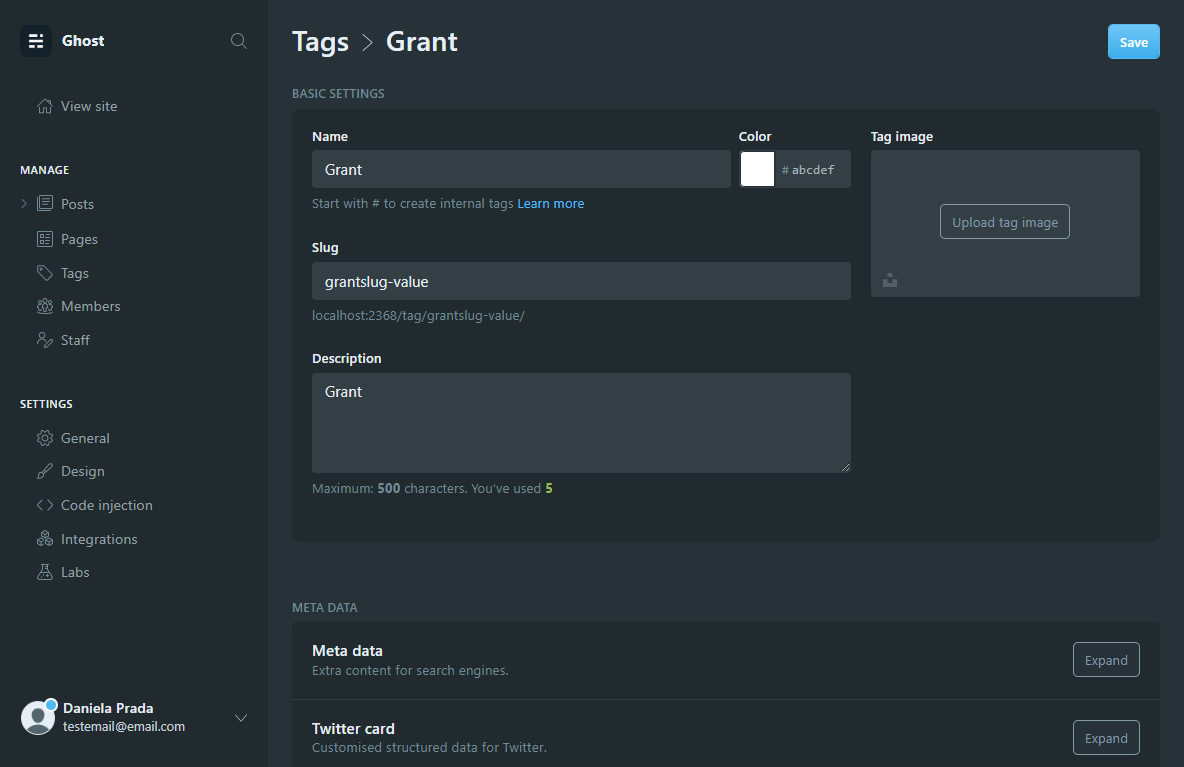 Ghost
View site
MANAGE
Posts
Pages
Tags
Members
Staff
SETTINGS
General
Design
Code injection
Integrations
Labs
Daniela Prada
testemail@email.com
Tags > Grant
Save
BASIC SETTINGS
Name
Grant
Start with # to create internal tags Learn more
Color
# abcdef
Tag image
Upload tag image
Slug
grantslug-value
localhost:2368/tag/grantslug-value/
Description
Grant
Maximum: 500 characters. You've used 5
META DATA
Meta data
Extra content for search engines.
Expand
Twitter card
Customised structured data for Twitter.
Expand